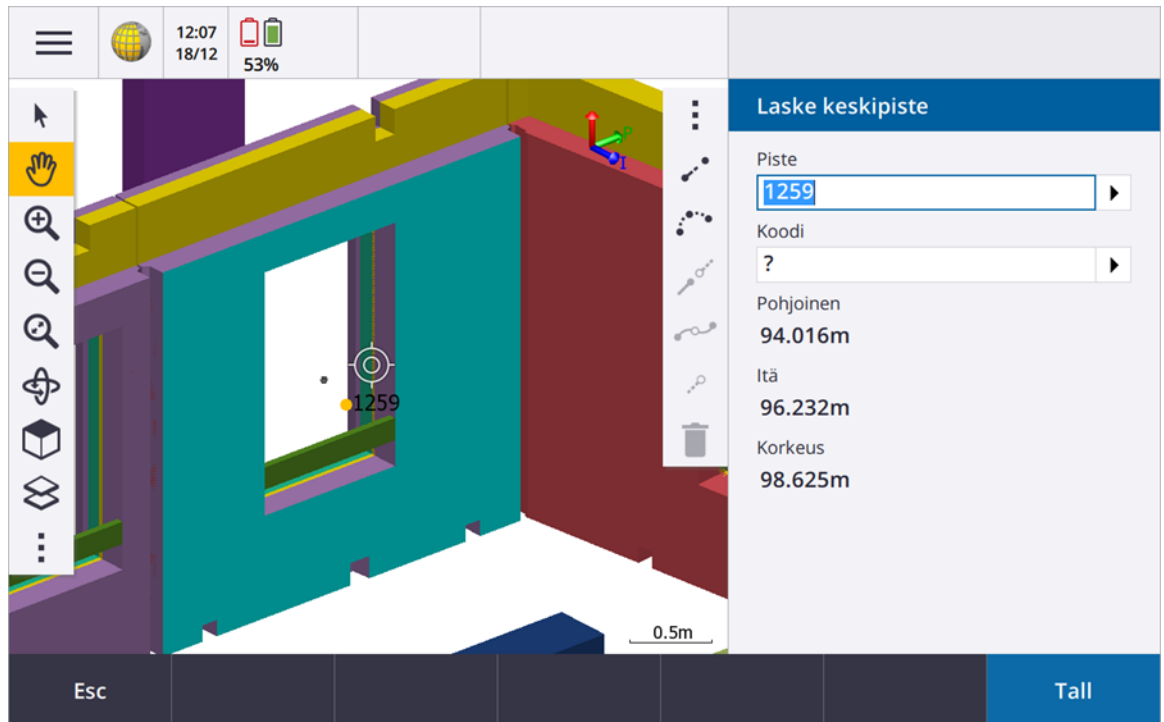 12:07
18/12
53%
P
I
1259
0.5m
Laske keskipiste
Piste
1259
Koodi
?
Pohjoinen
94.016m
Itä
96.232m
Korkeus
98.625m
Esc
Tall